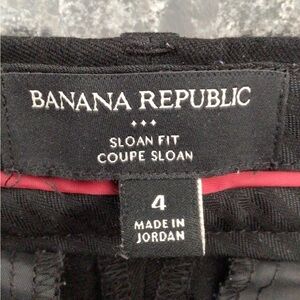 BANANA REPUBLIC
SLOAN FIT
COUPE SLOAN
4
MADE IN
JORDAN